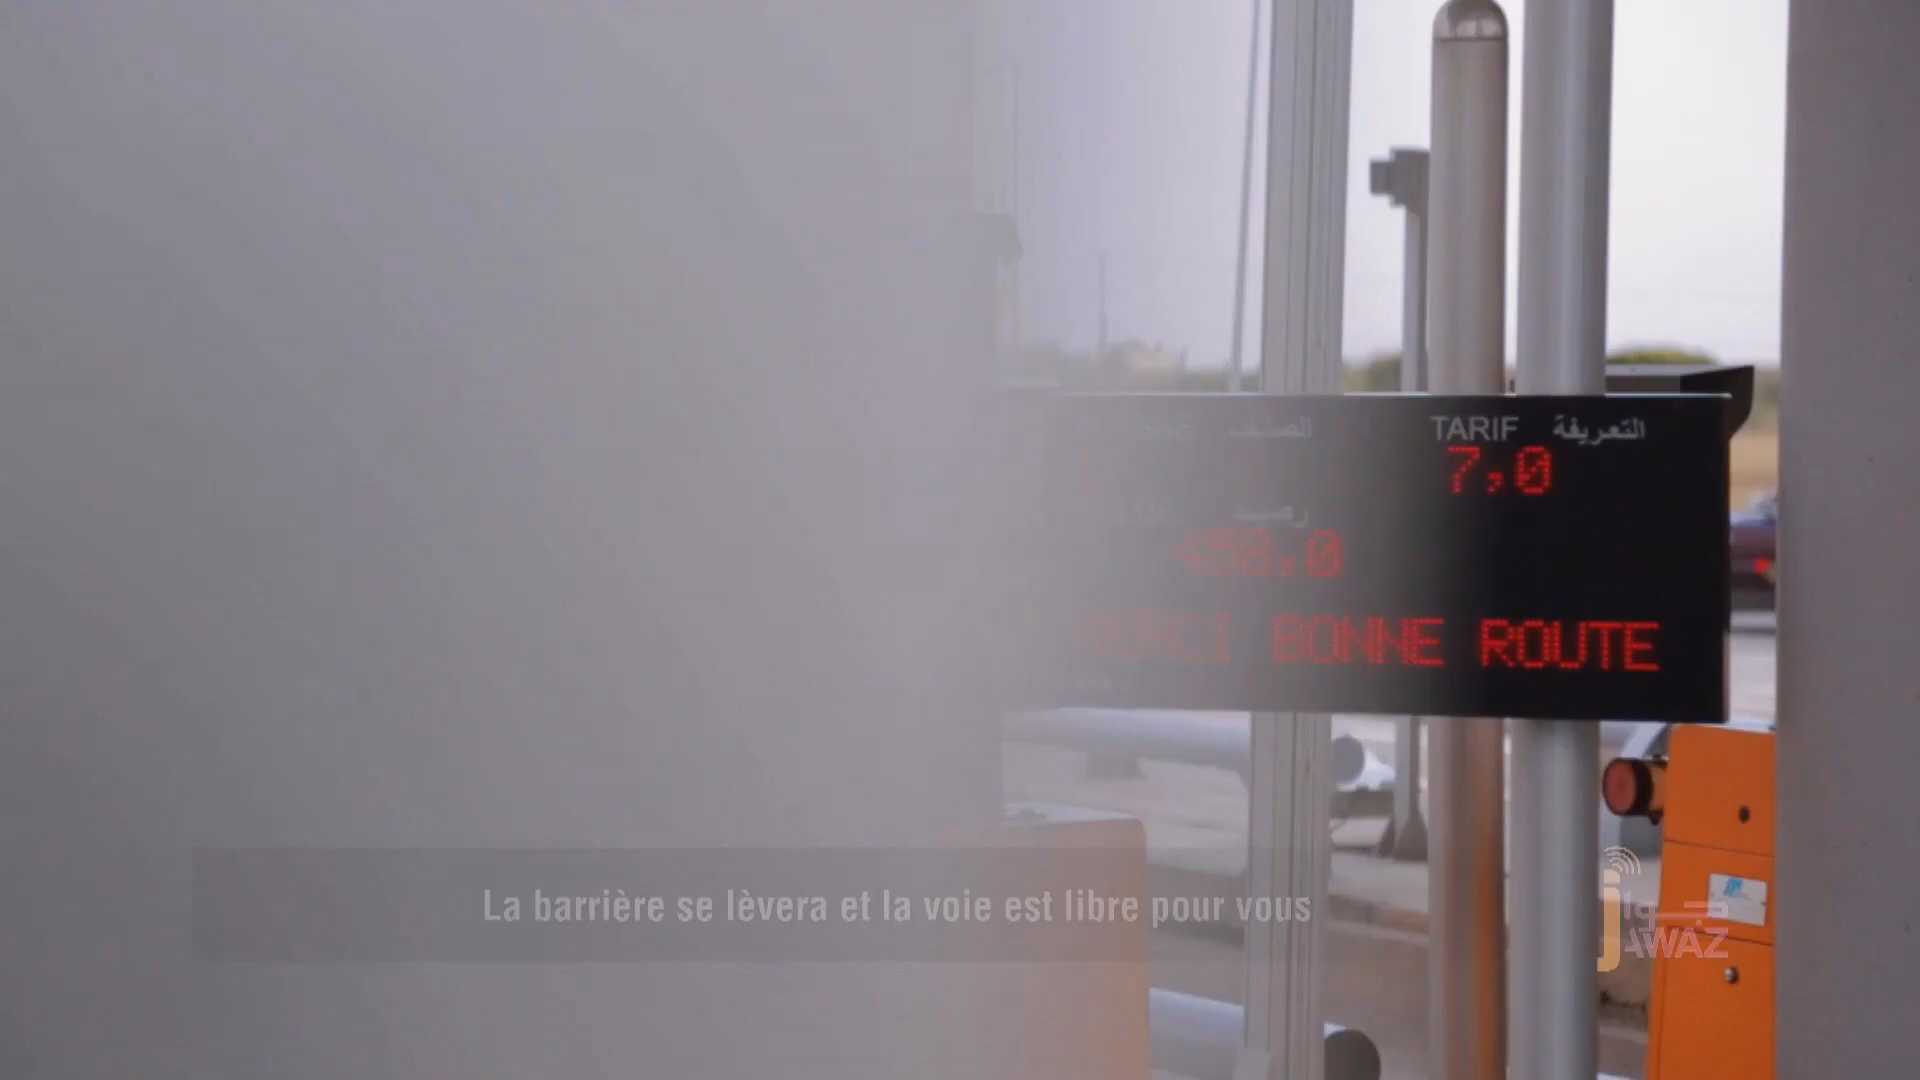 الصنف TARIF التعريفة
7,0
رصيد
458,0
MERCI BONNE ROUTE
La barrière se lèvera et la voie est libre pour vous
جواز
JAWAZ